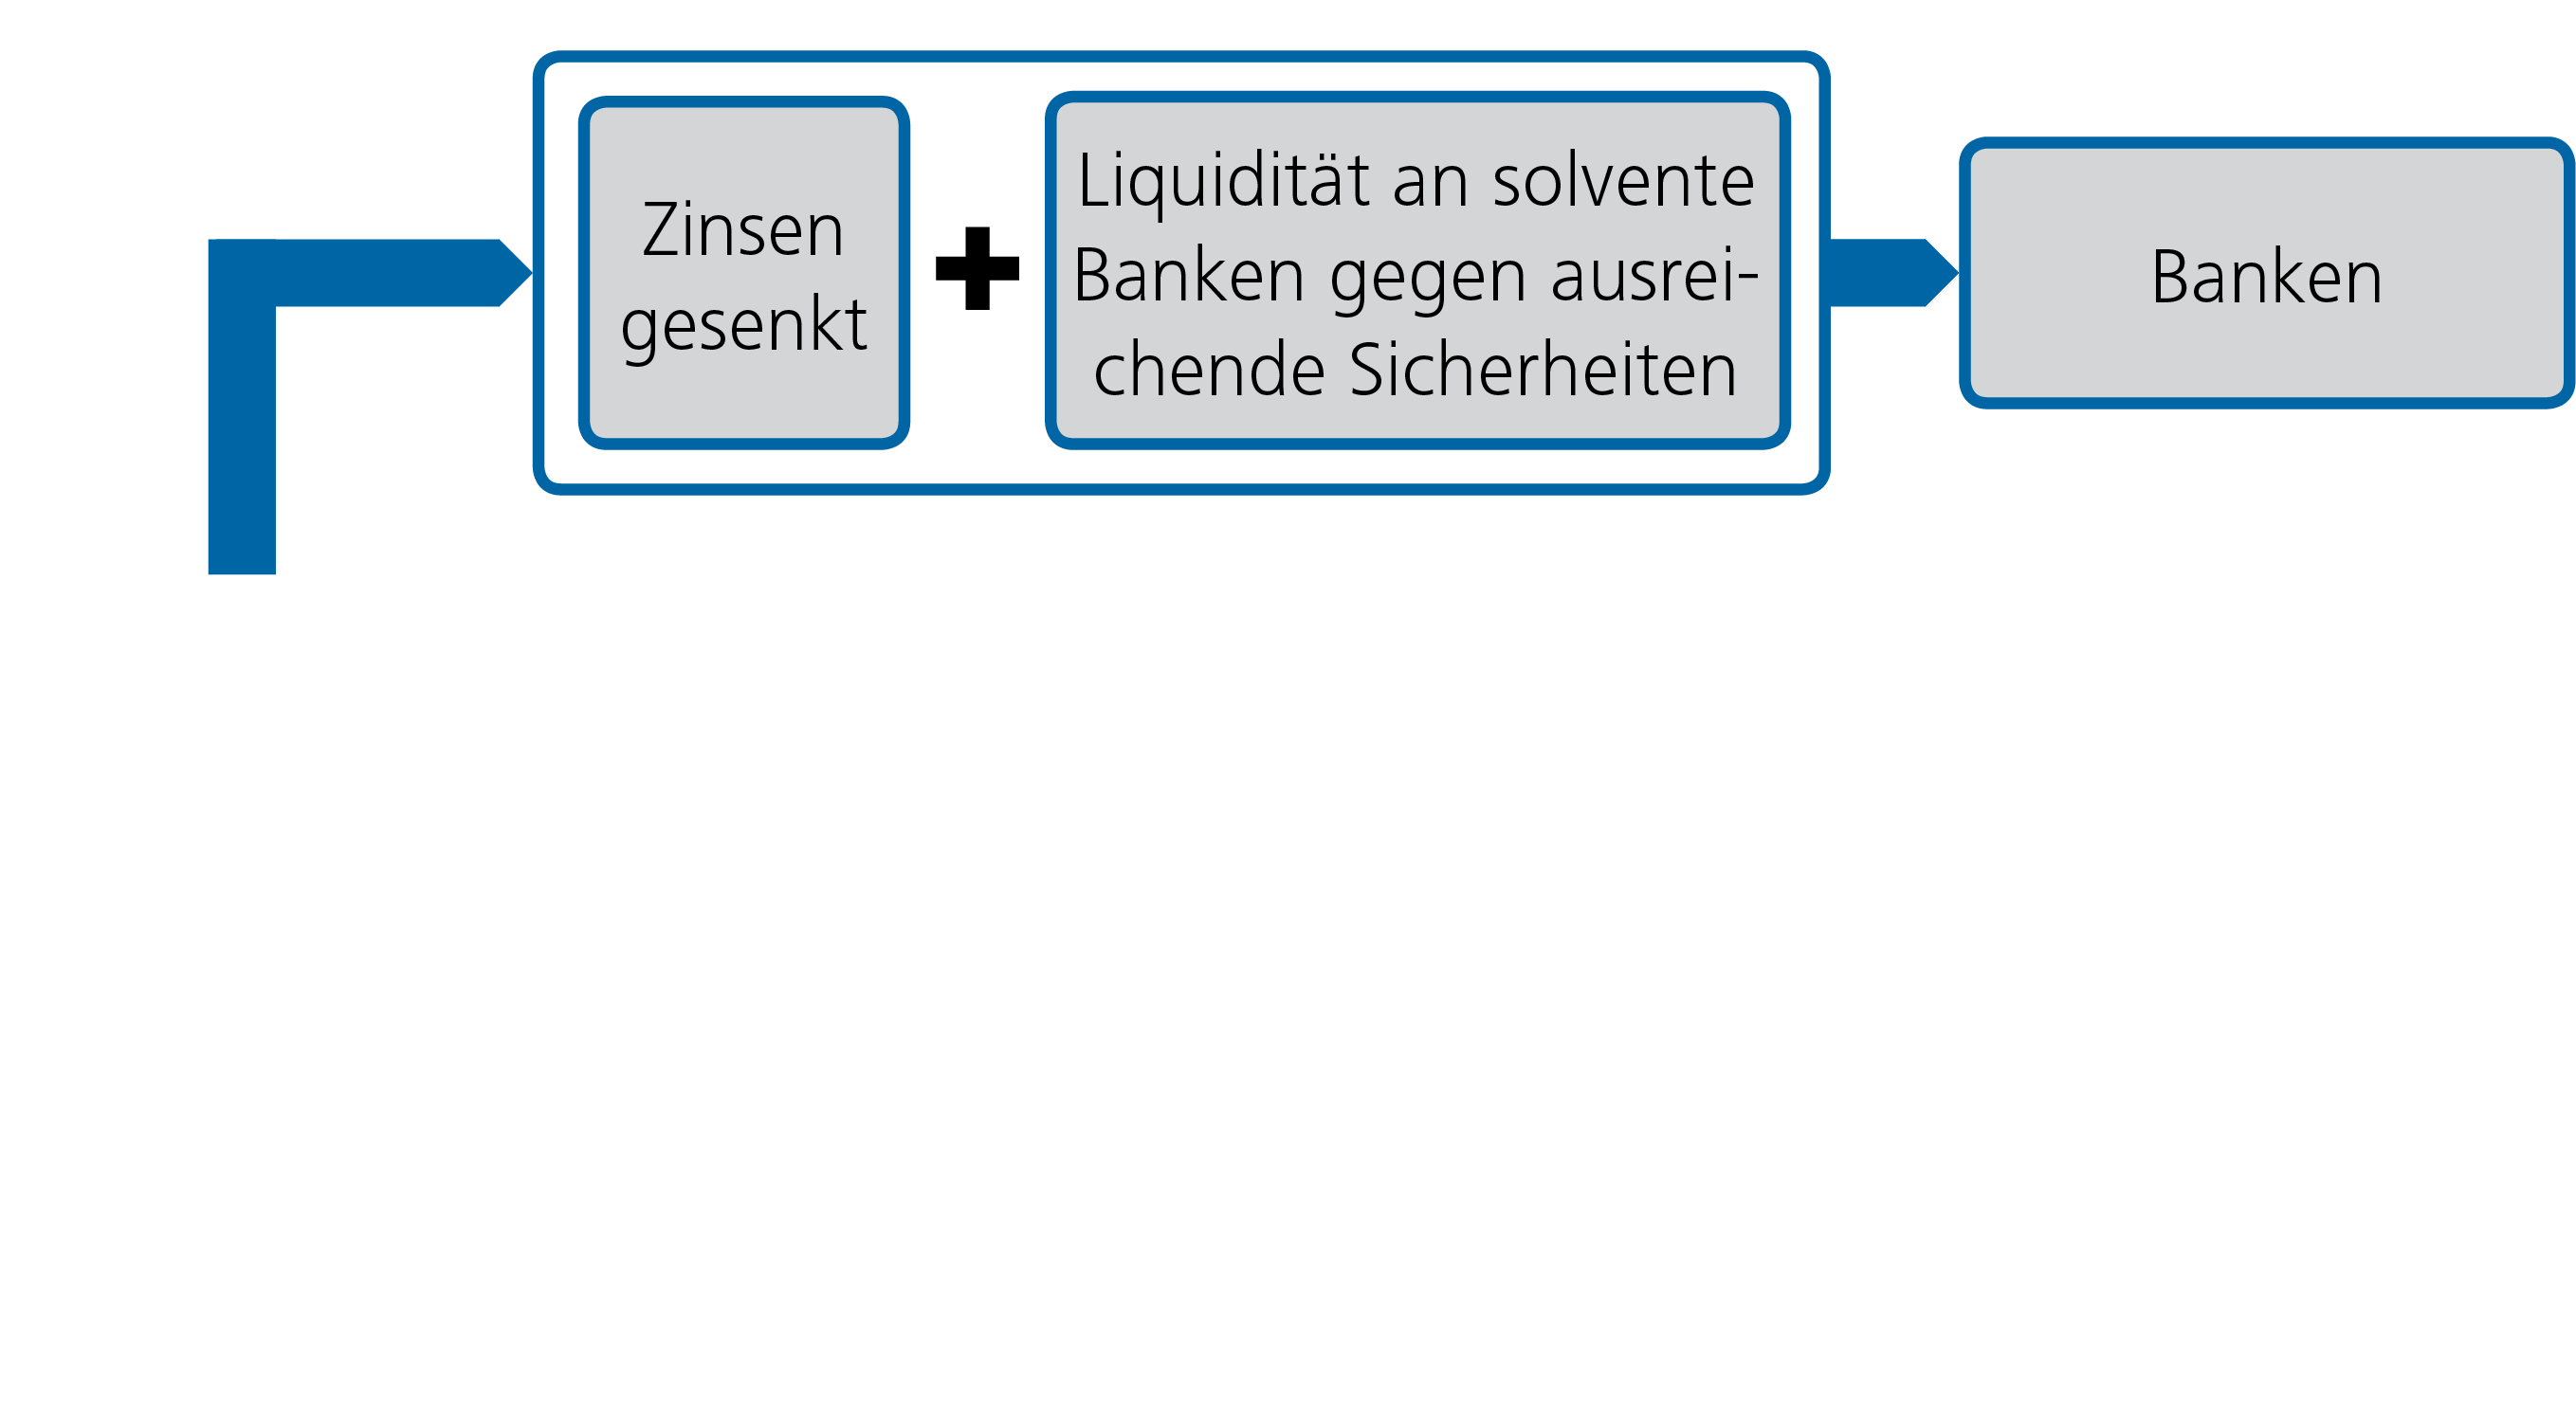 Zinsen
gesenkt
Liquidität an solvente
Banken gegen ausrei-
chende Sicherheiten
Banken